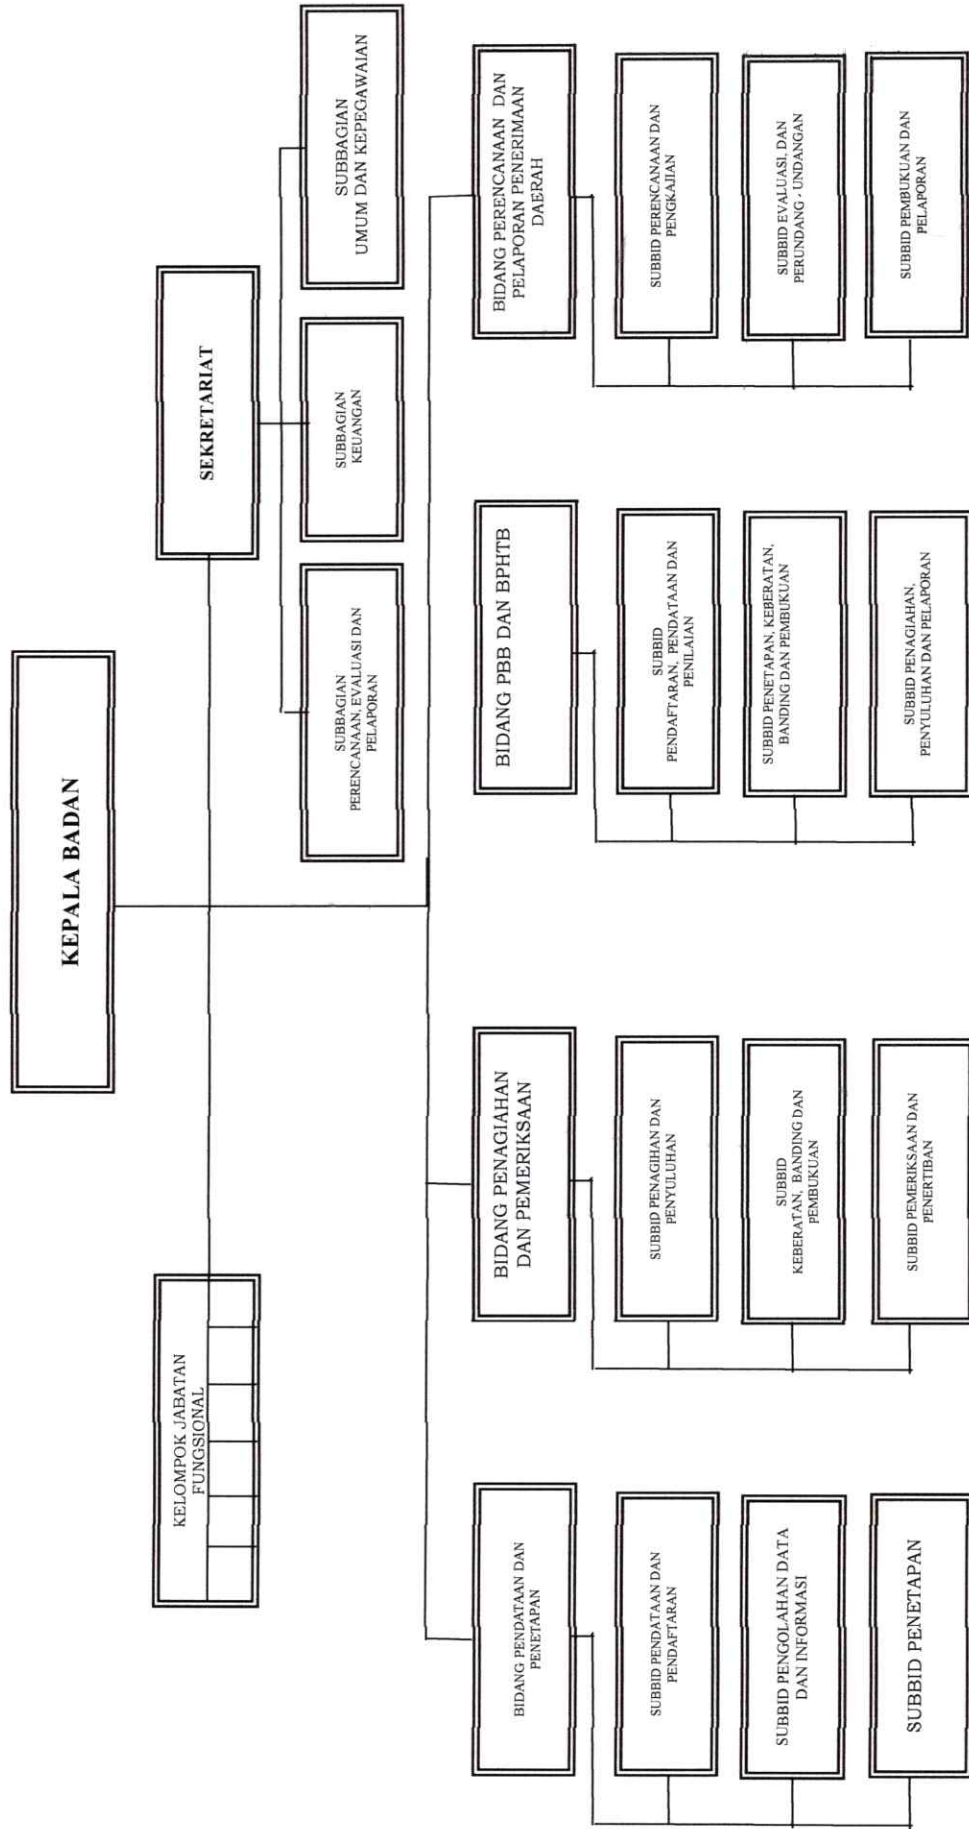 KEPALA BADAN
KELOMPOK JABATAN
FUNGSIONAL
SEKRETARIAT
SUBBAGIAN
PERENCANAAN, EVALUASI DAN
PELAPORAN
SUBBAGIAN
KEUANGAN
SUBBAGIAN
UMUM DAN KEPEGAWAIAN
BIDANG PENDATAAN DAN
PENETAPAN
SUBBID PENDATAAN DAN
PENDAFTARAN
SUBBID PENGOLAHAN DATA
DAN INFORMASI
SUBBID PENETAPAN
BIDANG PENAGIAHAN
DAN PEMERIKSAAN
SUBBID PENAGIHAN DAN
PENYULUHAN
SUBBID
KEBERATAN, BANDING DAN
PEMBUKUAN
SUBBID PEMERIKSAAN DAN
PENERTIBAN
BIDANG PBB DAN BPHTB
SUBBID
PENDAFTARAN, PENDATAAN DAN
PENILAIAN
SUBBID PENETAPAN, KEBERATAN,
BANDING DAN PEMBUKUAN
SUBBID PENAGIAHAN,
PENYULUHAN DAN PELAPORAN
BIDANG PERENCANAAN DAN
PELAPORAN PENERIMAAN
DAERAH
SUBBID PERENCANAAN DAN
PENGKAJIAN
SUBBID EVALUASI, DAN
PERUNDANG - UNDANGAN
SUBBID PEMBUKUAN DAN
PELAPORAN